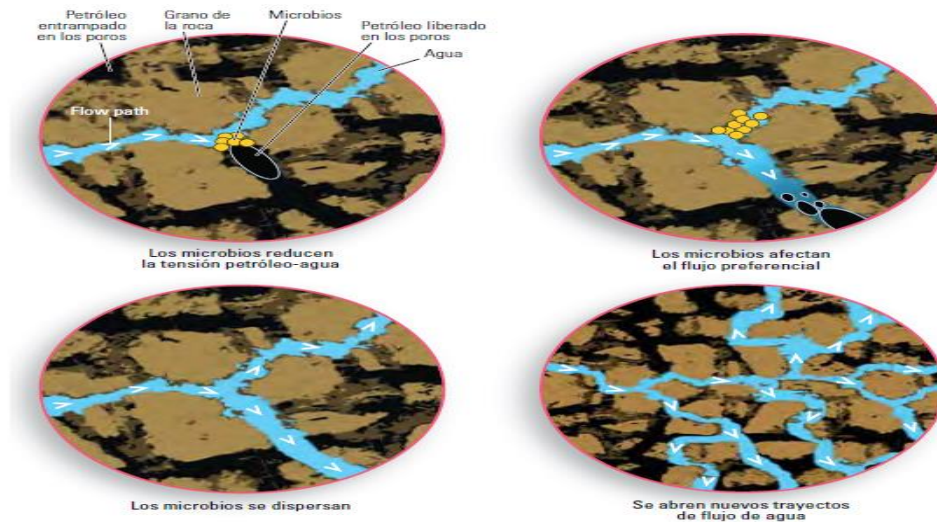 Petróleo
entrampado
en los poros
Grano de
la roca
Microbios
Petróleo liberado
en los poros
Agua
Flow path
Los microbios reducen
la tensión petróleo-agua
Los microbios afectan
el flujo preferencial
Los microbios se dispersan
Se abren nuevos trayectos
de flujo de agua